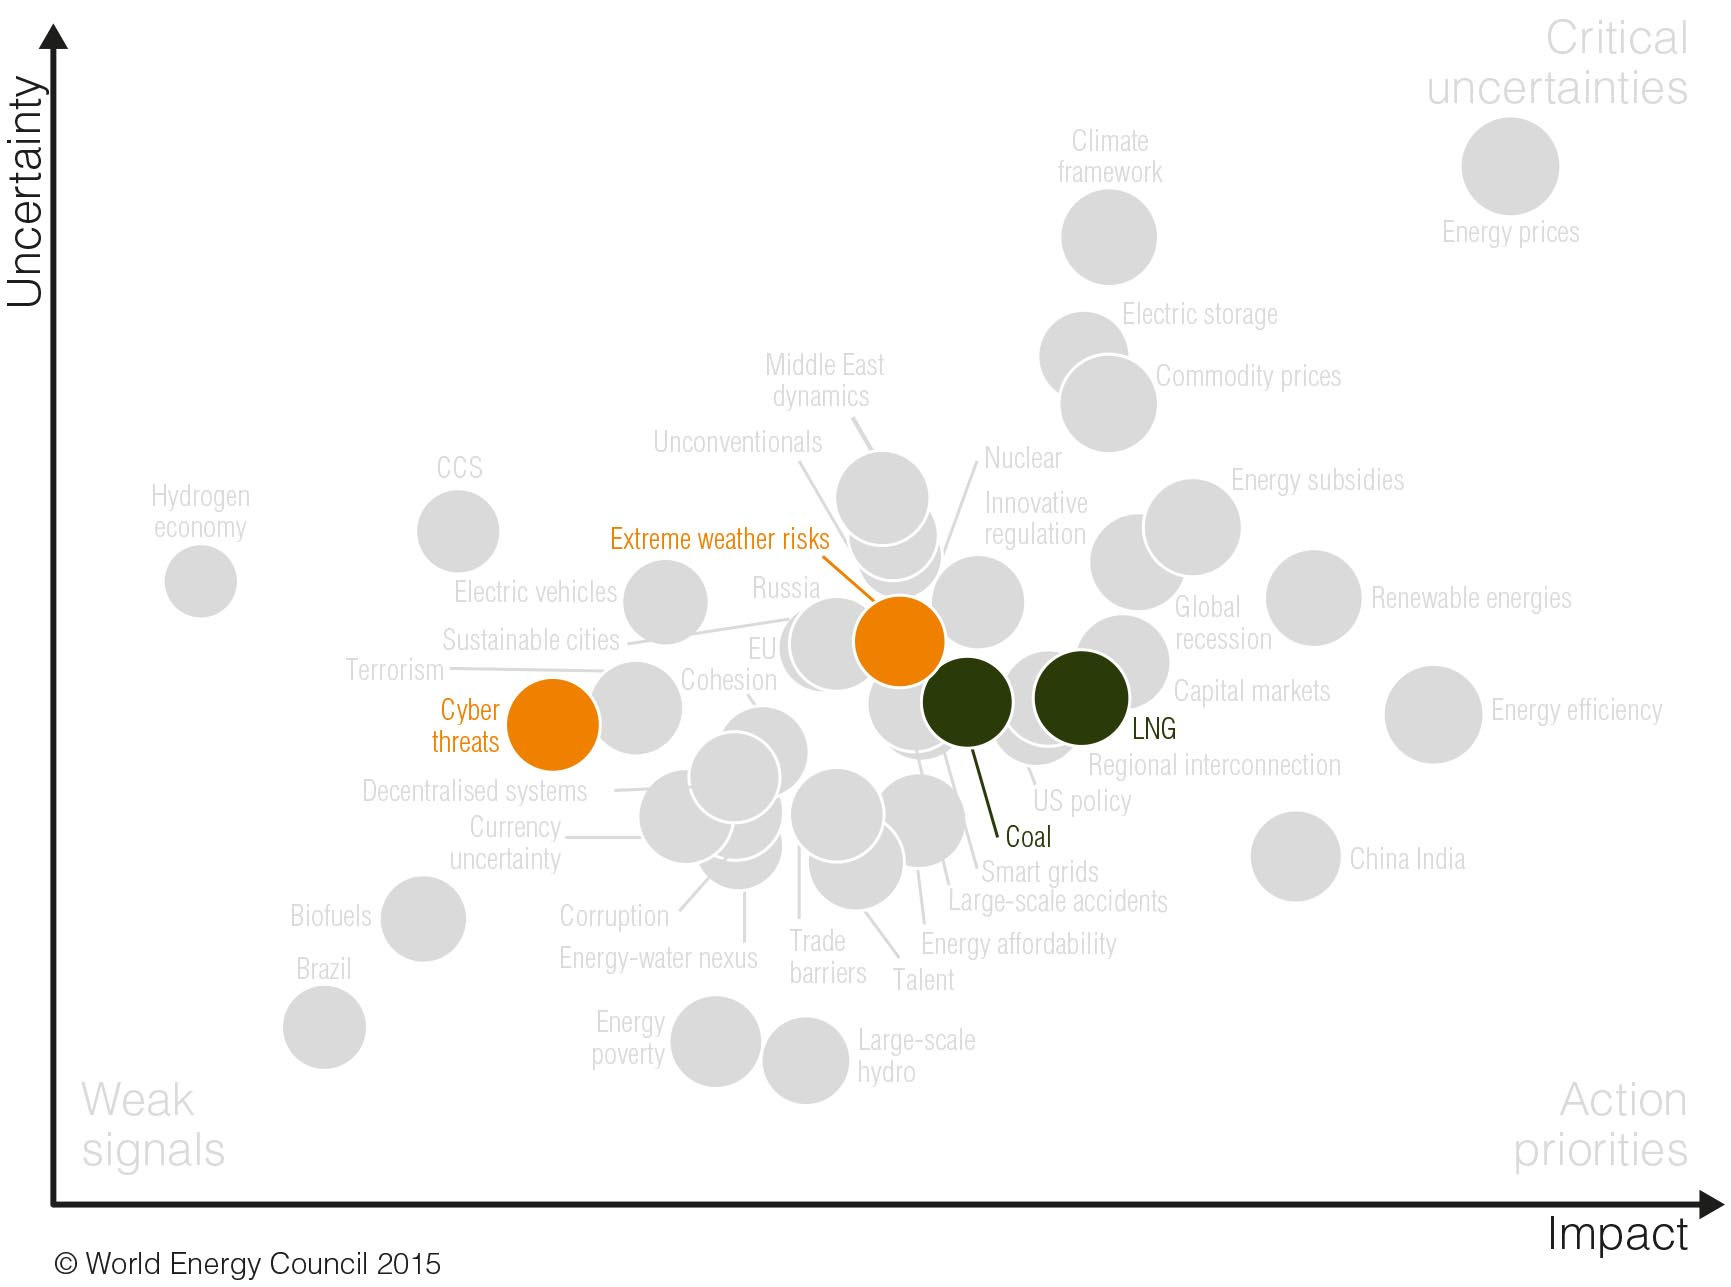 Critical
uncertainties
Uncertainty
Climate
framework
Energy prices
Electric storage
Commodity prices
Middle East
dynamics
Unconventionals
Nuclear
CCS
Energy subsidies
Hydrogen
economy
Innovative
regulation
Extreme weather risks
Electric vehicles
Russia
Renewable energies
Global
recession
Sustainable cities
EU
Cohesion
Terrorism
Capital markets
Cyber
threats
Energy efficiency
LNG
Regional interconnection
Decentralised systems
US policy
Currency
uncertainty
Coal
China India
Smart grids
Large-scale accidents
Biofuels
Corruption
Energy-water nexus
Trade
barriers
Energy affordability
Talent
Brazil
Energy
poverty
Large-scale
hydro
Weak
signals
Action
priorities
Impact
© World Energy Council 2015